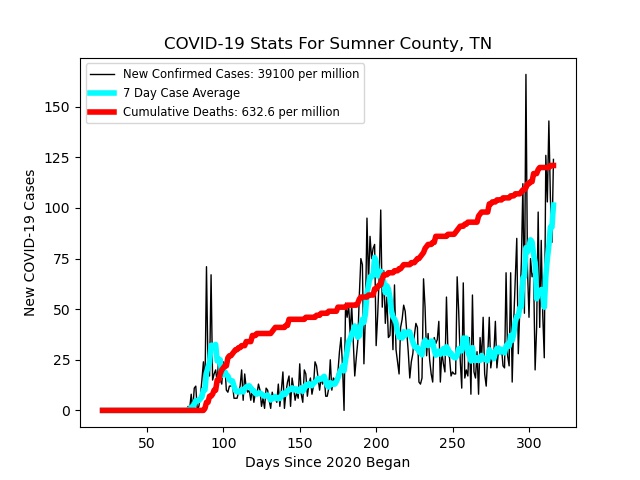 COVID-19 Stats For Sumner County, TN
New Confirmed Cases: 39100 per million
7 Day Case Average
Cumulative Deaths: 632.6 per million
New COVID-19 Cases
150
125
100
75
50
25
0
50 100 150 200 250 300
Days Since 2020 Began